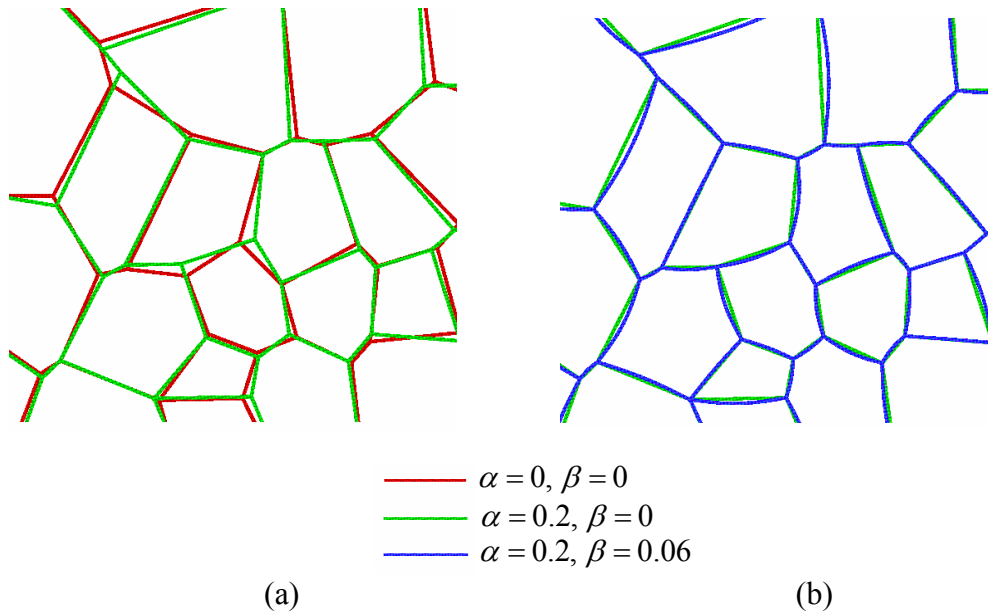 α = 0, β = 0
α = 0.2, β = 0
α = 0.2, β = 0.06
(a) (b)